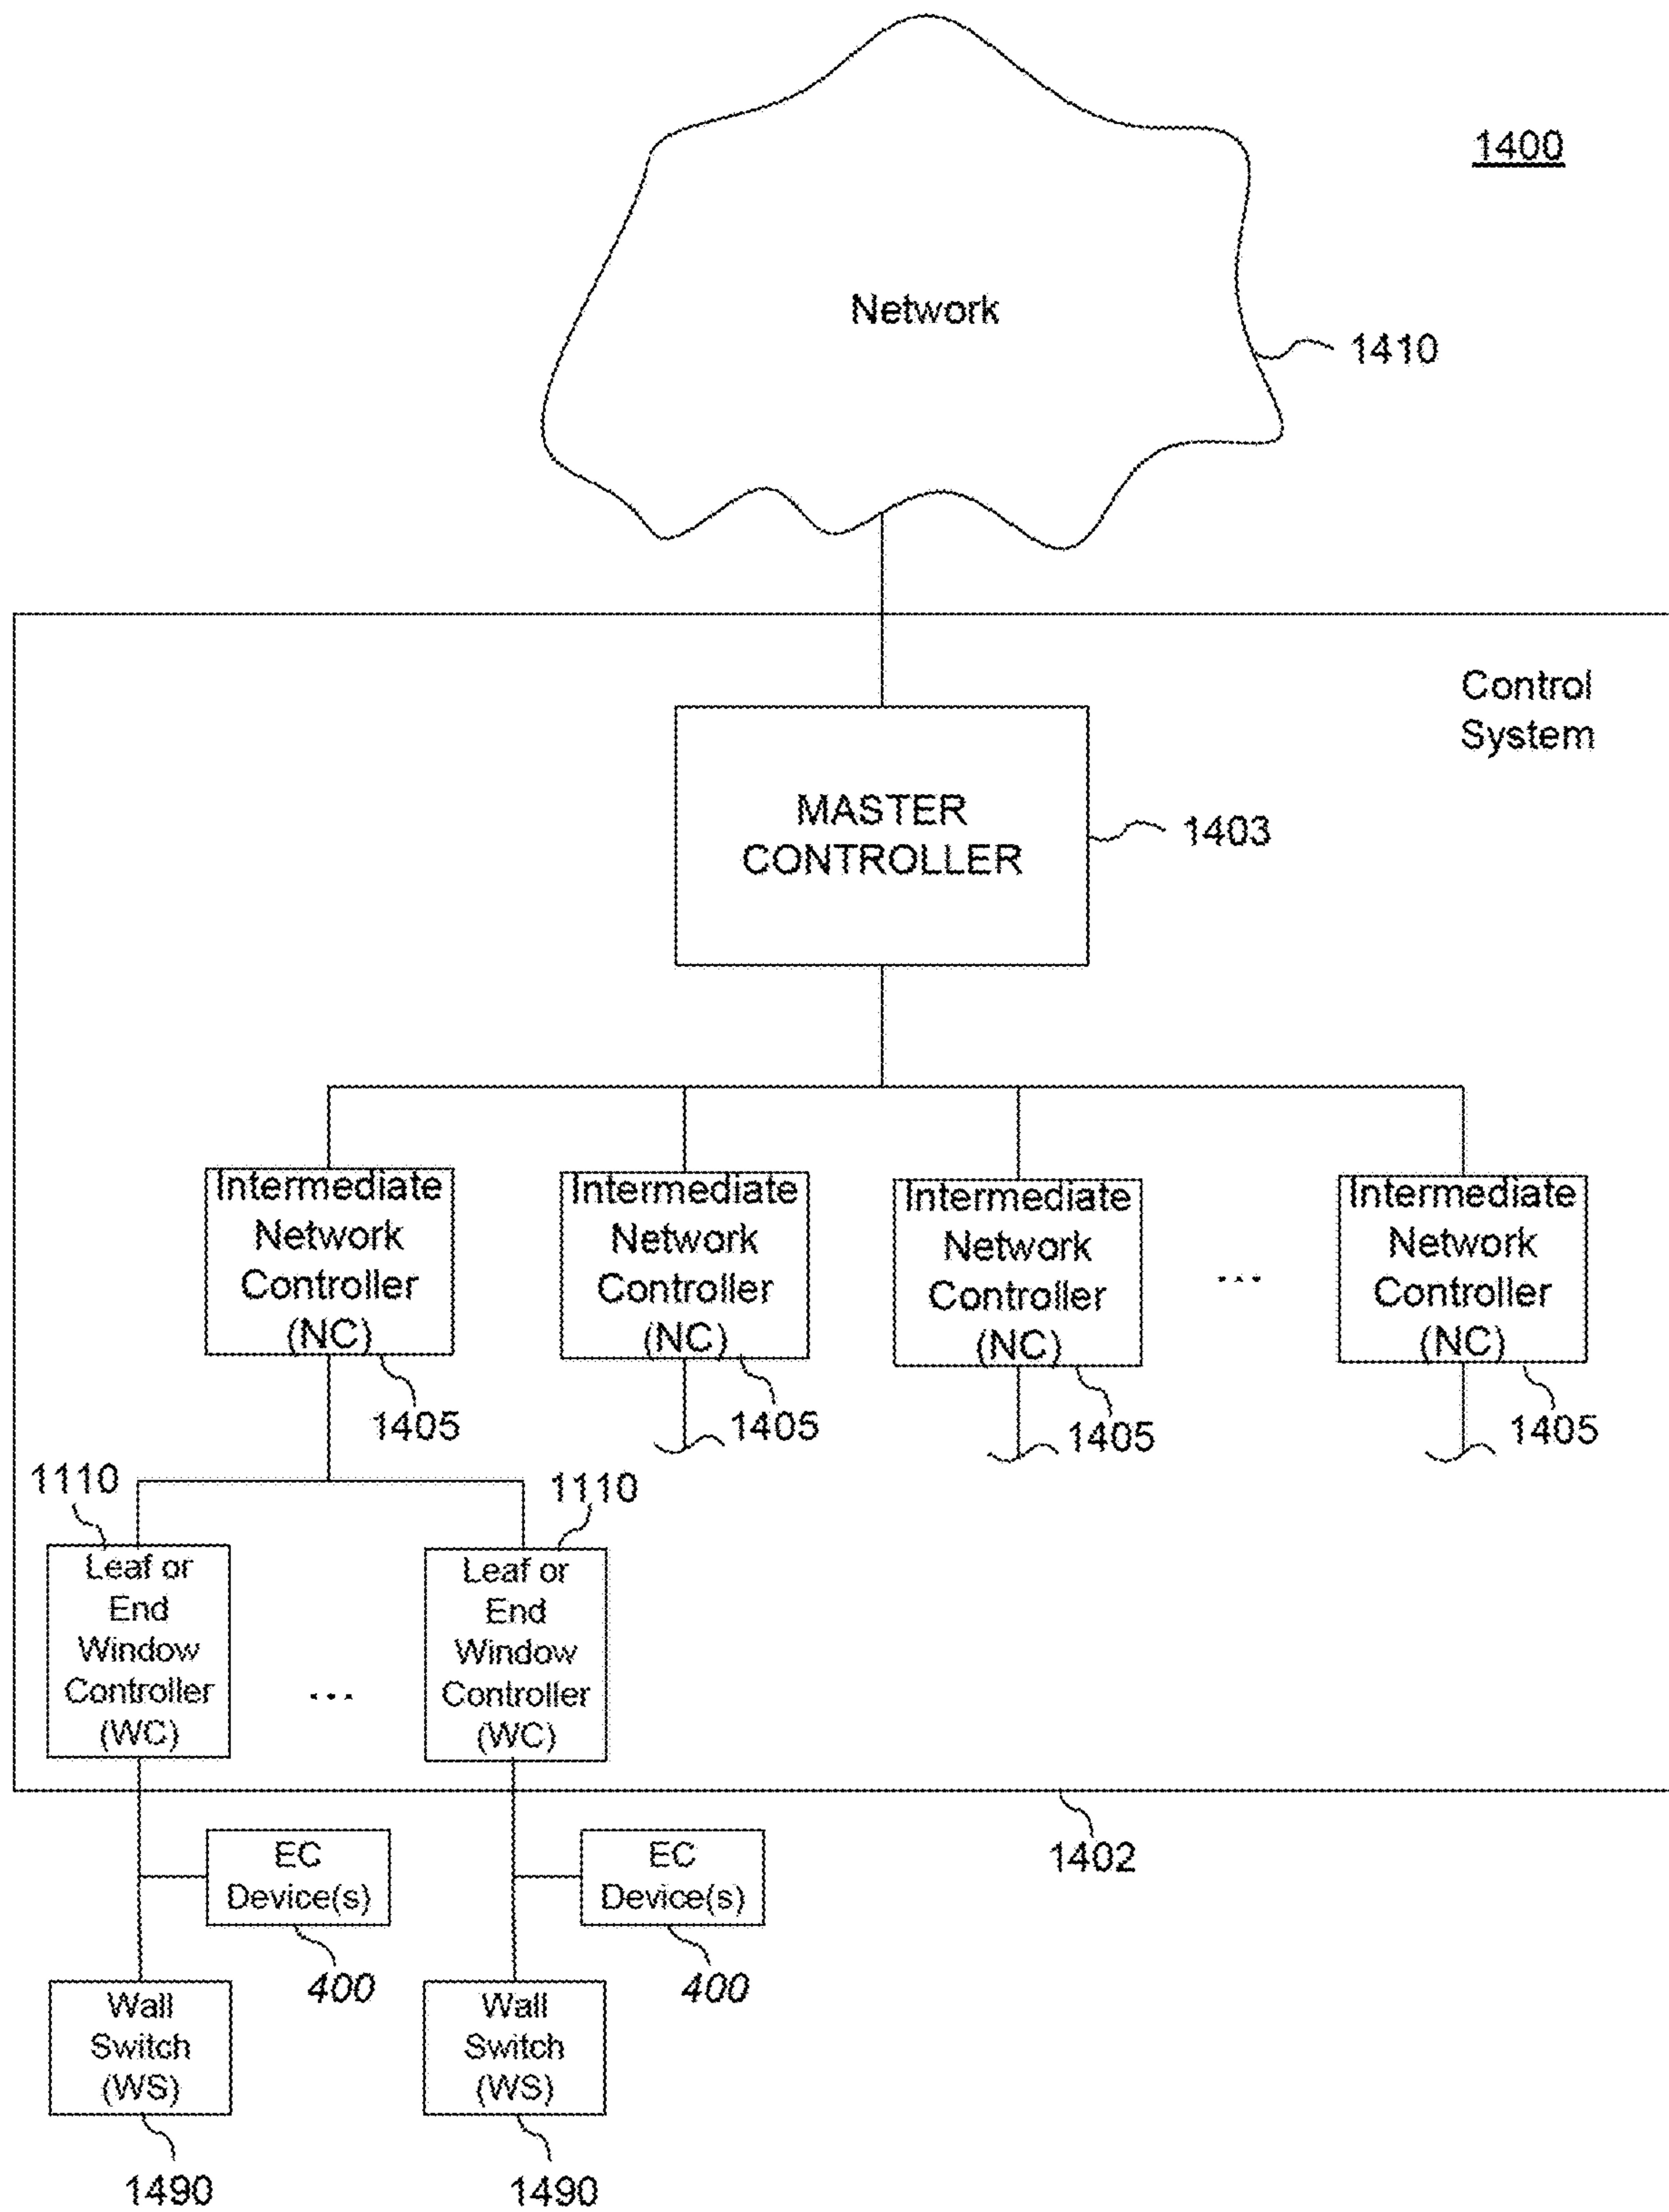 1400
Network
1410
Control
System
MASTER
CONTROLLER
1403
Intermediate
Network
Controller
(NC)
1405
Intermediate
Network
Controller
(NC)
1405
Intermediate
Network
Controller
(NC)
1405
...
Intermediate
Network
Controller
(NC)
1405
1110
Leaf or
End
Window
Controller
(WC)
...
1110
Leaf or
End
Window
Controller
(WC)
1402
EC
Device(s)
400
EC
Device(s)
400
Wall
Switch
(WS)
1490
Wall
Switch
(WS)
1490